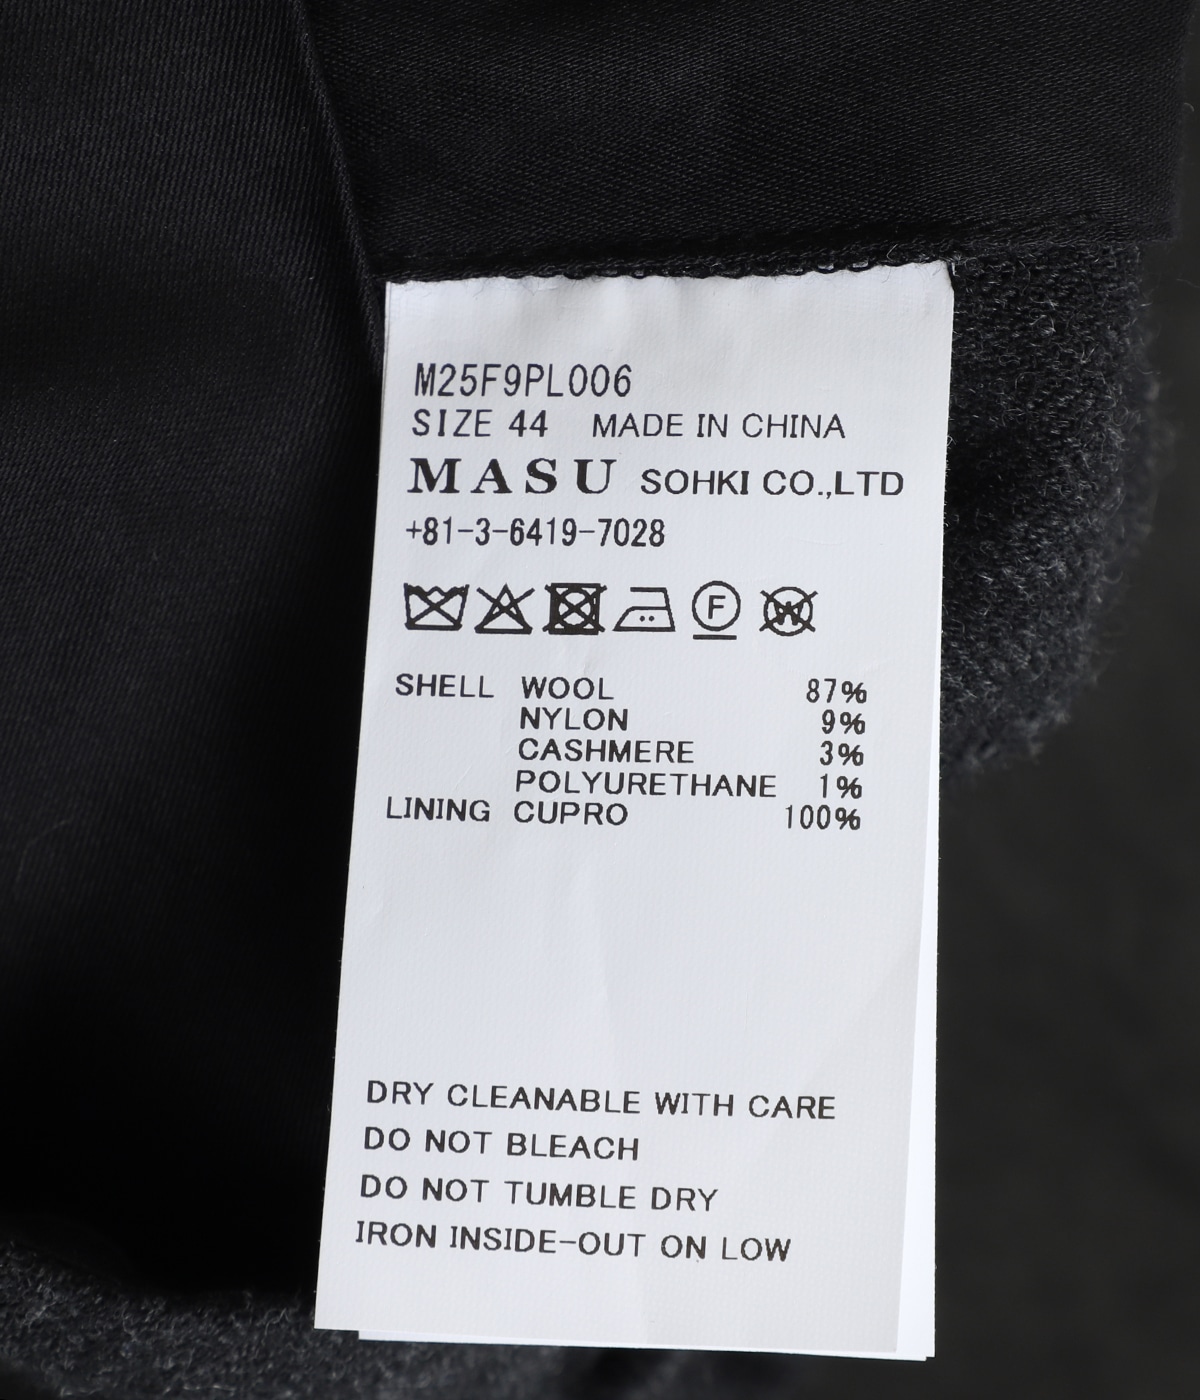 M25F9PL006
SIZE 44 MADE IN CHINA
MASU SOHKI CO.,LTD
+81-3-6419-7028
F W
SHELL WOOL 87%
NYLON 9%
CASHMERE 3%
POLYURETHANE 1%
LINING CUPRO 100%
DRY CLEANABLE WITH CARE
DO NOT BLEACH
DO NOT TUMBLE DRY
IRON INSIDE-OUT ON LOW